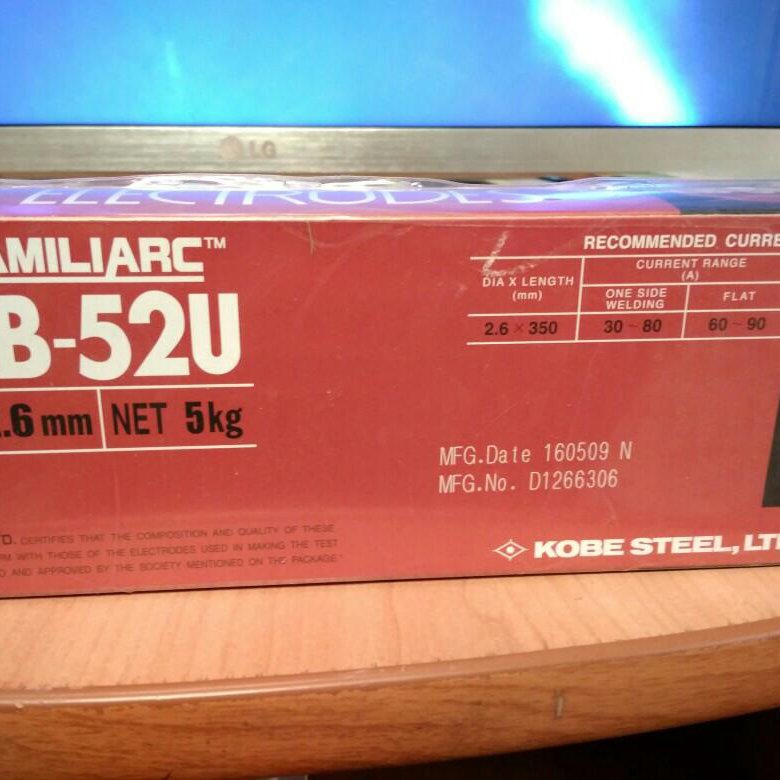 LG
ELECTRODES
AMILIARC™
B-52U
.6 mm NET 5kg
RECOMMENDED CURRE
DIA X LENGTH
(mm)
CURRENT RANGE
(A)
ONE SIDE
WELDING
FLAT
2.6 × 350 30 ~ 80 60 ~ 90
MFG.Date 160509 N
MFG.No. D1266306
TD. CERTIFIES THAT THE COMPOSITION AND QUALITY OF THESE
RM WITH THOSE OF THE ELECTRODES USED IN MAKING THE TEST
D AND APPROVED BY THE SOCIETY MENTIONED ON THE PACKAGE"
KOBE STEEL, LT